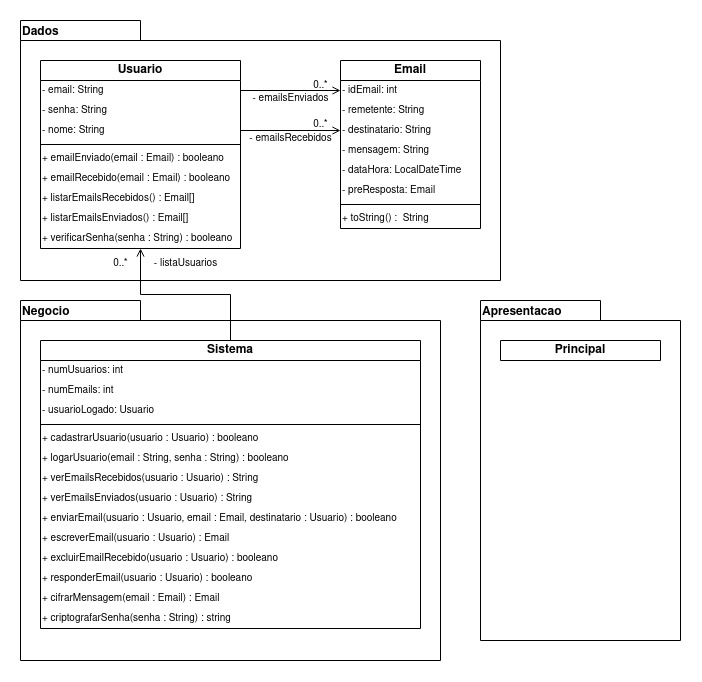 Dados
Usuario
- email: String
- senha: String
- nome: String
+ emailEnviado(email : Email) : booleano
+ emailRecebido(email : Email) : booleano
+ listarEmailsRecebidos() : Email[]
+ listarEmailsEnviados() : Email[]
+ verificarSenha(senha : String) : booleano
0..*
- emailsEnviados
0..*
- emailsRecebidos
Email
- idEmail: int
- remetente: String
- destinatario: String
- mensagem: String
- dataHora: LocalDateTime
- preResposta: Email
+ toString() : String
0..*
- listaUsuarios
Negocio
Sistema
- numUsuarios: int
- numEmails: int
- usuarioLogado: Usuario
+ cadastrarUsuario(usuario : Usuario) : booleano
+ logarUsuario(email : String, senha : String) : booleano
+ verEmailsRecebidos(usuario : Usuario) : String
+ verEmailsEnviados(usuario : Usuario) : String
+ enviarEmail(usuario : Usuario, email : Email, destinatario : Usuario) : booleano
+ escreverEmail(usuario : Usuario) : Email
+ excluirEmailRecebido(usuario : Usuario) : booleano
+ responderEmail(usuario : Usuario) : booleano
+ cifrarMensagem(email : Email) : Email
+ criptografarSenha(senha : String) : string
Apresentacao
Principal